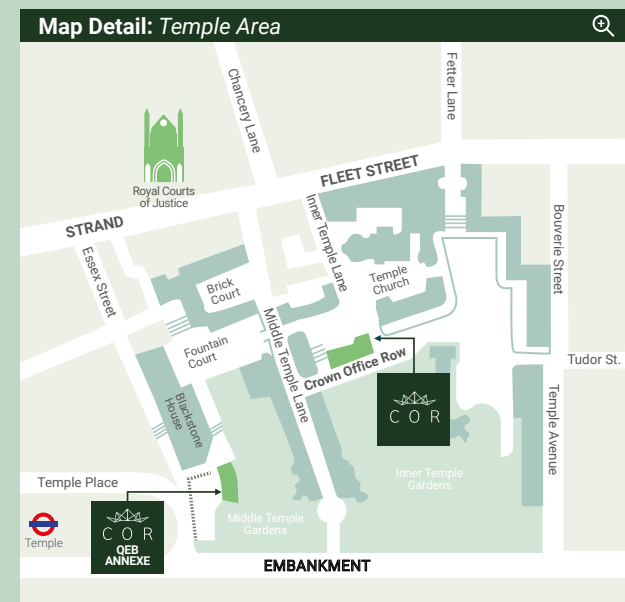 Map Detail: Temple Area
Chancery Lane
Fetter Lane
Royal Courts
of Justice
FLEET STREET
STRAND
Inner Temple Lane
Bouverie Street
Essex Street
Temple
Church
Brick
Court
Fountain
Court
Middle Temple Lane
Crown Office Row
Tudor St.
Blackstone
House
COR
Temple Avenue
Inner Temple
Gardens
Temple Place
Middle Temple
Gardens
COR
QEB
ANNEXE
Temple
EMBANKMENT